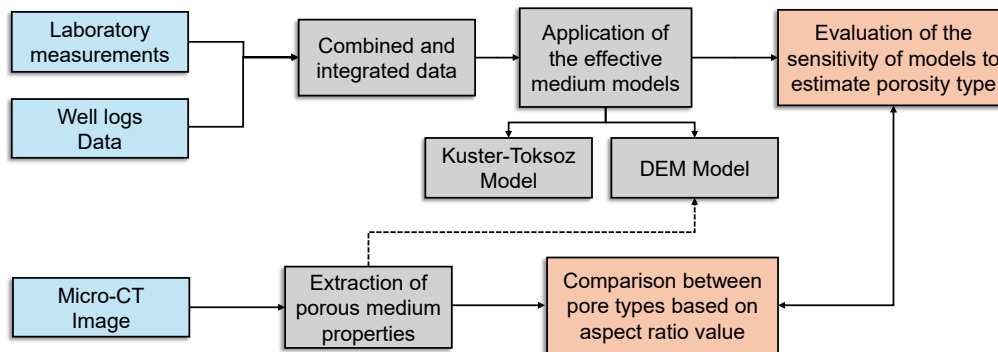 Laboratory
measurements
Well logs
Data
Combined and
integrated data
Application of
the effective
medium models
Evaluation of the
sensitivity of models to
estimate porosity type
Kuster-Toksoz
Model
DEM Model
Micro-CT
Image
Extraction of
porous medium
properties
Comparison between
pore types based on
aspect ratio value